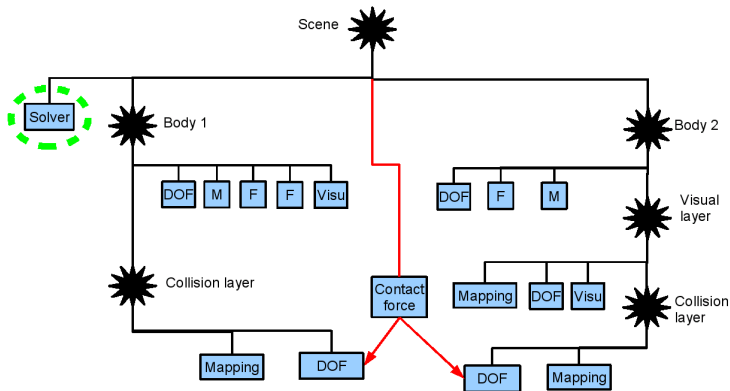 Scene
Solver
Body 1
Body 2
DOF
M
F
F
Visu
DOF
F
M
Visual
layer
Collision layer
Contact
force
Mapping
DOF
Visu
Collision
layer
Mapping
DOF
DOF
Mapping